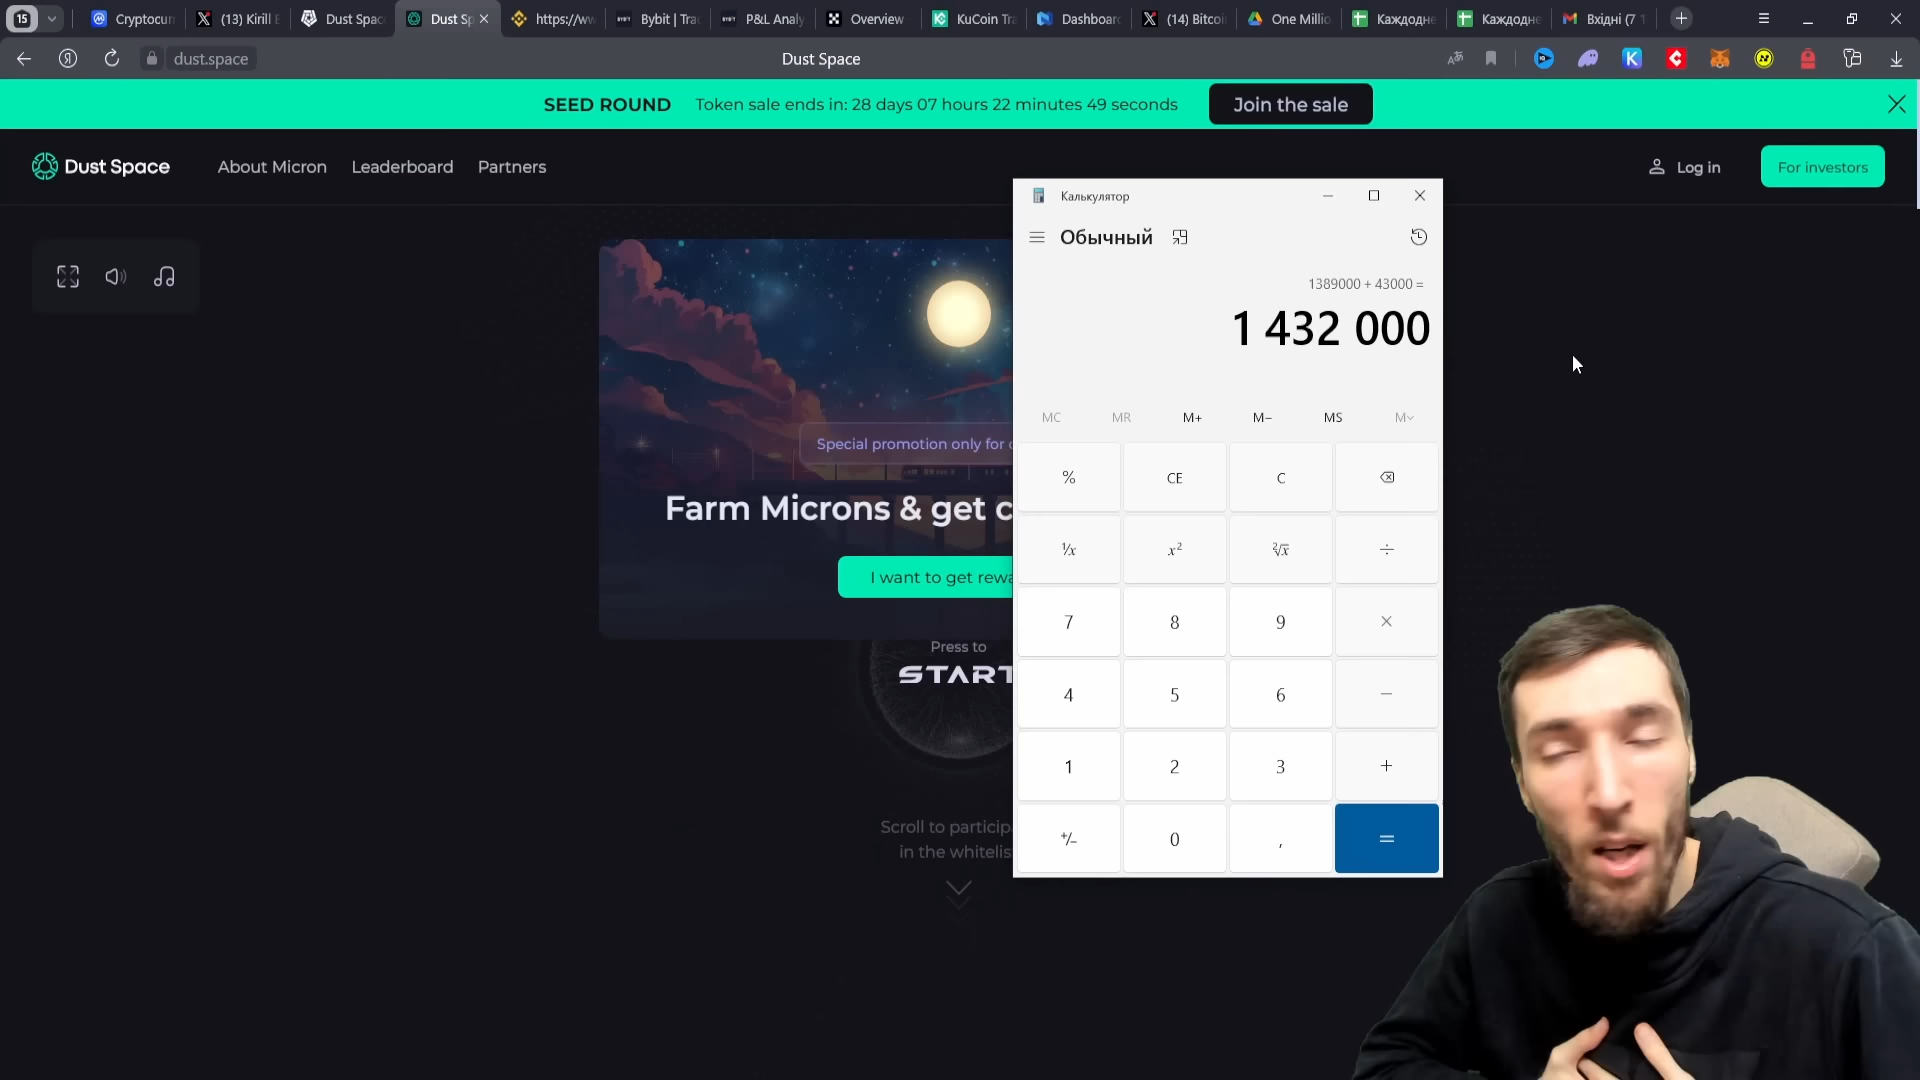 15
Cryptocur
(13) Kirill E
Dust Spac
Dust Sp
https://ww
Bybit | Tra
P&L Analy
Overview
KuCoin Tra
Dashboard
(14) Bitcoi
One Millio
Каждодне
Каждодне
Вхідні (7 1
dust.space
Dust Space
SEED ROUND
Token sale ends in: 28 days 07 hours 22 minutes 49 seconds
Join the sale
Dust Space
About Micron
Leaderboard
Partners
Log in
For investors
Калькулятор
Обычный
1389000 + 43000 =
1 432 000
MC MR M+ M− MS M
% CE C
¹/x x² ²√x ÷
7 8 9 ×
4 5 6 −
1 2 3 +
+/− 0 , =
Special promotion only for
Farm Microns & get c
I want to get rewa
Press to
START
Scroll to particip
in the whitelis